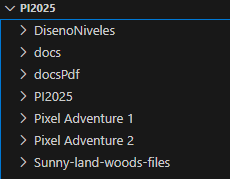 PI2025
DisenoNiveles
docs
docsPdf
PI2025
Pixel Adventure 1
Pixel Adventure 2
Sunny-land-woods-files